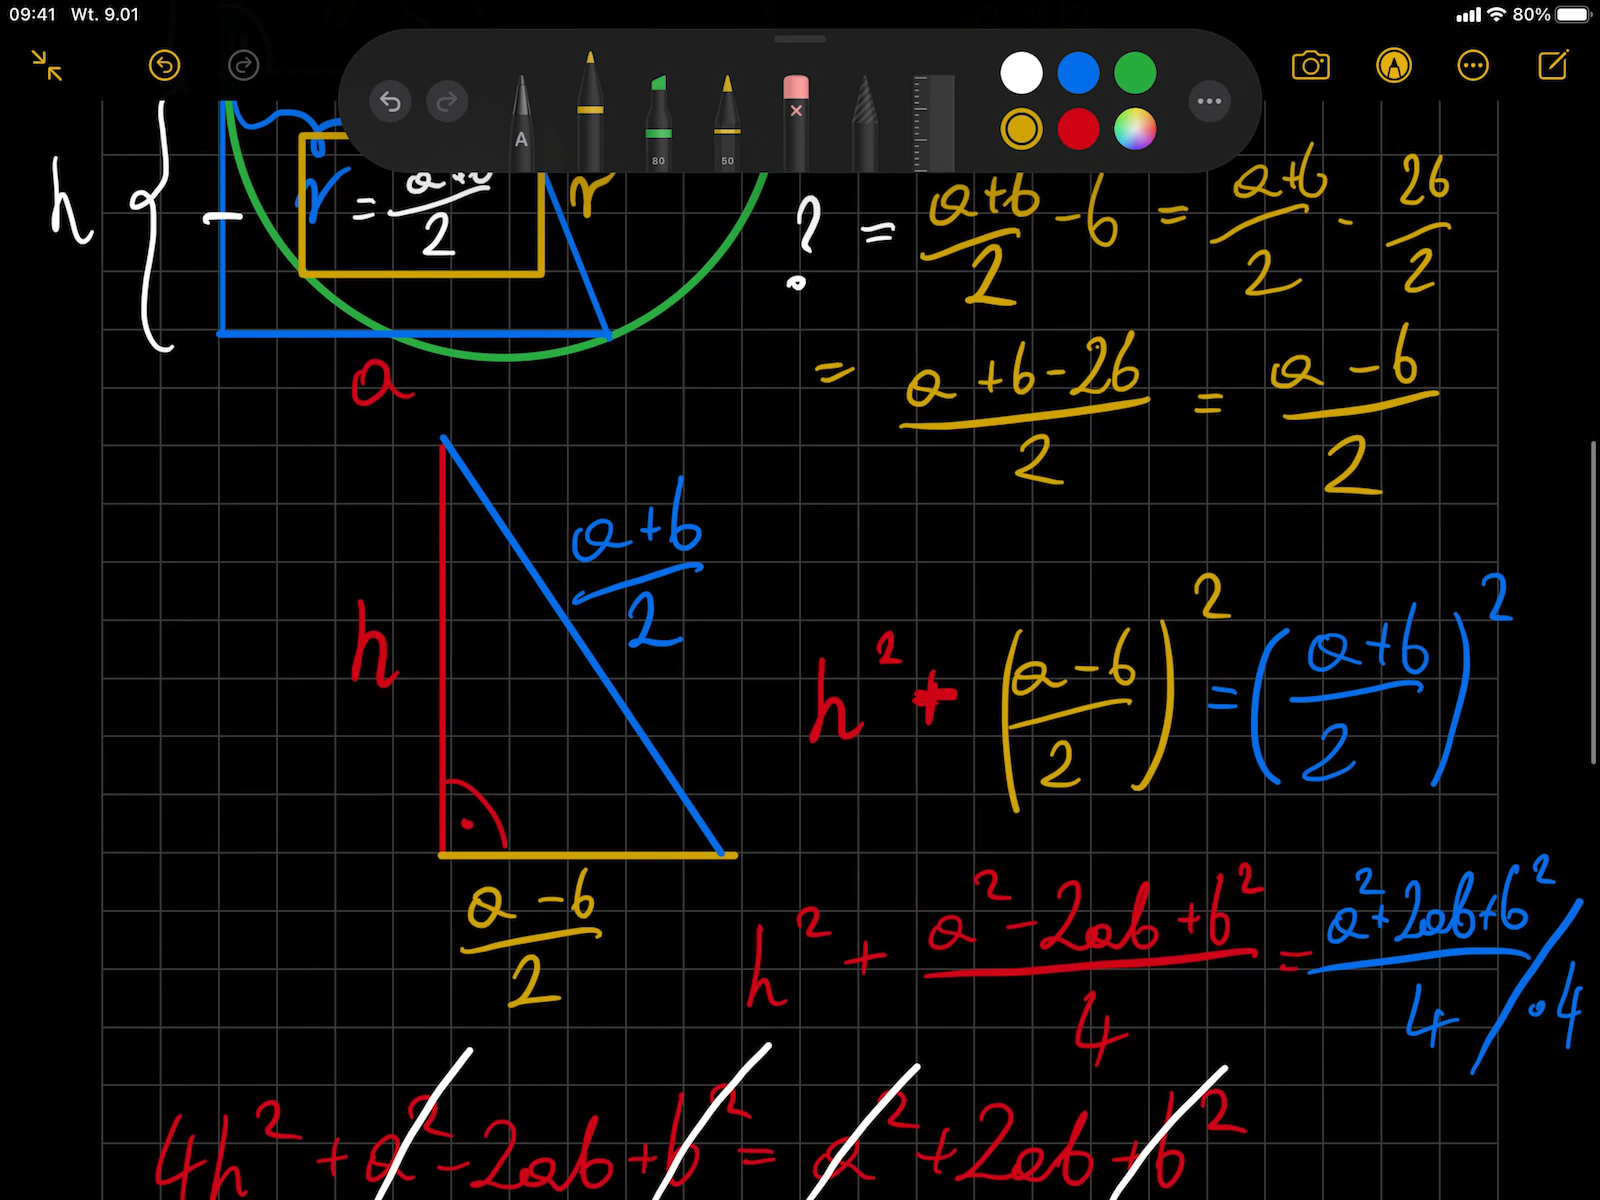 09:41 Wt. 9.01 80%
A 80 50
h { - r = a+b/2 r
? = a+b/2 - b = a+b/2 - 2b/2
a
= a+b-2b/2 = a-b/2
h a+b/2
h² + (a-b/2)² = (a+b/2)²
a-b/2
h² + a²-2ab+b²/4 = a²+2ab+b²/4 / ·4
4h² + a² - 2ab + b² = a² + 2ab + b²